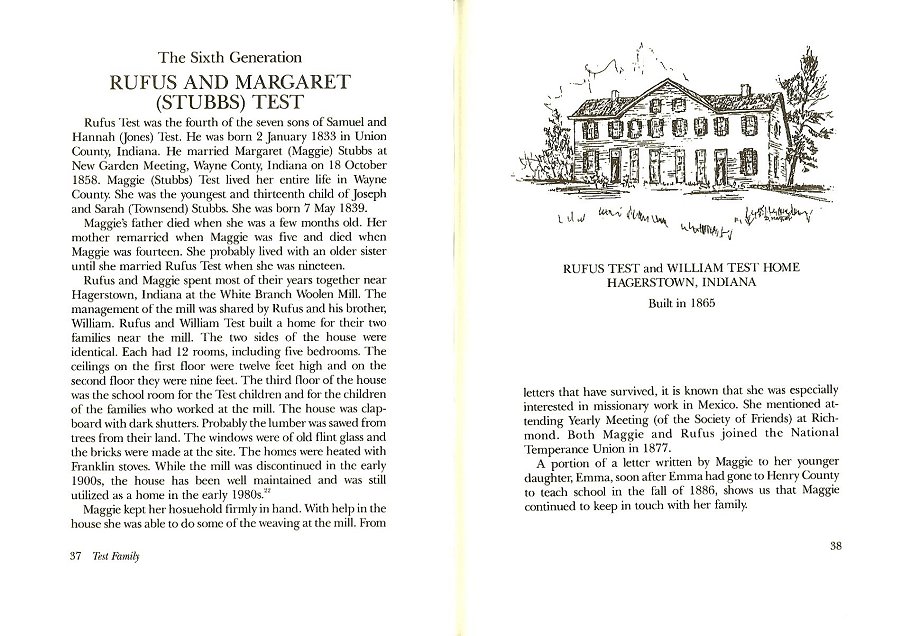 The Sixth Generation
RUFUS AND MARGARET
(STUBBS) TEST
Rufus Test was the fourth of the seven sons of Samuel and
Hannah (Jones) Test. He was born 2 January 1833 in Union
County, Indiana. He married Margaret (Maggie) Stubbs at
New Garden Meeting, Wayne Conty, Indiana on 18 October
1858. Maggie (Stubbs) Test lived her entire life in Wayne
County. She was the youngest and thirteenth child of Joseph
and Sarah (Townsend) Stubbs. She was born 7 May 1839.
Maggie's father died when she was a few months old. Her
mother remarried when Maggie was five and died when
Maggie was fourteen. She probably lived with an older sister
until she married Rufus Test when she was nineteen.
Rufus and Maggie spent most of their years together near
Hagerstown, Indiana at the White Branch Woolen Mill. The
management of the mill was shared by Rufus and his brother,
William. Rufus and William Test built a home for their two
families near the mill. The two sides of the house were
identical. Each had 12 rooms, including five bedrooms. The
ceilings on the first floor were twelve feet high and on the
second floor they were nine feet. The third floor of the house
was the school room for the Test children and for the children
of the families who worked at the mill. The house was clap-
board with dark shutters. Probably the lumber was sawed from
trees from their land. The windows were of old flint glass and
the bricks were made at the site. The homes were heated with
Franklin stoves. While the mill was discontinued in the early
1900s, the house has been well maintained and was still
utilized as a home in the early 1980s.22
Maggie kept her hosuehold firmly in hand. With help in the
house she was able to do some of the weaving at the mill. From
37 Test Family
RUFUS TEST and WILLIAM TEST HOME
HAGERSTOWN, INDIANA
Built in 1865
letters that have survived, it is known that she was especially
interested in missionary work in Mexico. She mentioned at-
tending Yearly Meeting (of the Society of Friends) at Rich-
mond. Both Maggie and Rufus joined the National
Temperance Union in 1877.
A portion of a letter written by Maggie to her younger
daughter, Emma, soon after Emma had gone to Henry County
to teach school in the fall of 1886, shows us that Maggie
continued to keep in touch with her family.
38